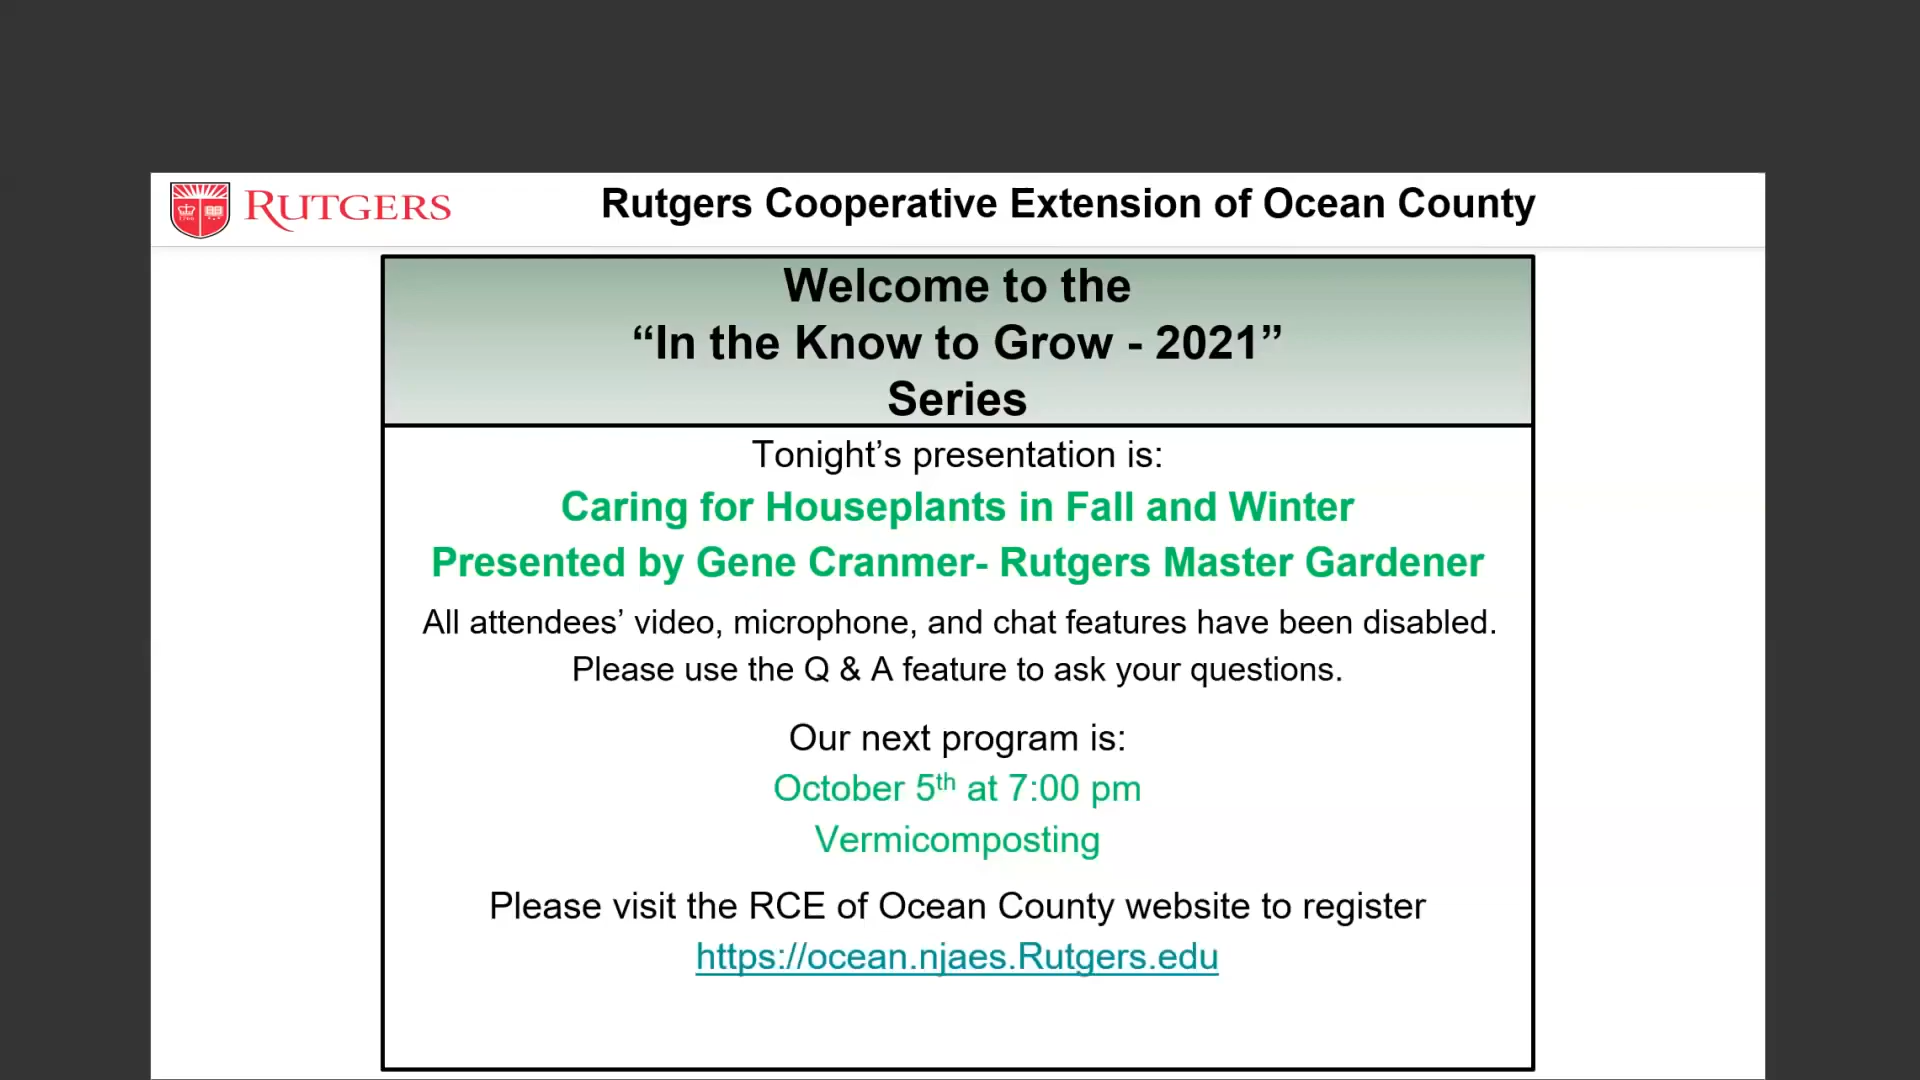 RUTGERS
Rutgers Cooperative Extension of Ocean County
Welcome to the
“In the Know to Grow - 2021”
Series
Tonight’s presentation is:
Caring for Houseplants in Fall and Winter
Presented by Gene Cranmer- Rutgers Master Gardener
All attendees’ video, microphone, and chat features have been disabled.
Please use the Q & A feature to ask your questions.
Our next program is:
October 5th at 7:00 pm
Vermicomposting
Please visit the RCE of Ocean County website to register
https://ocean.njaes.Rutgers.edu